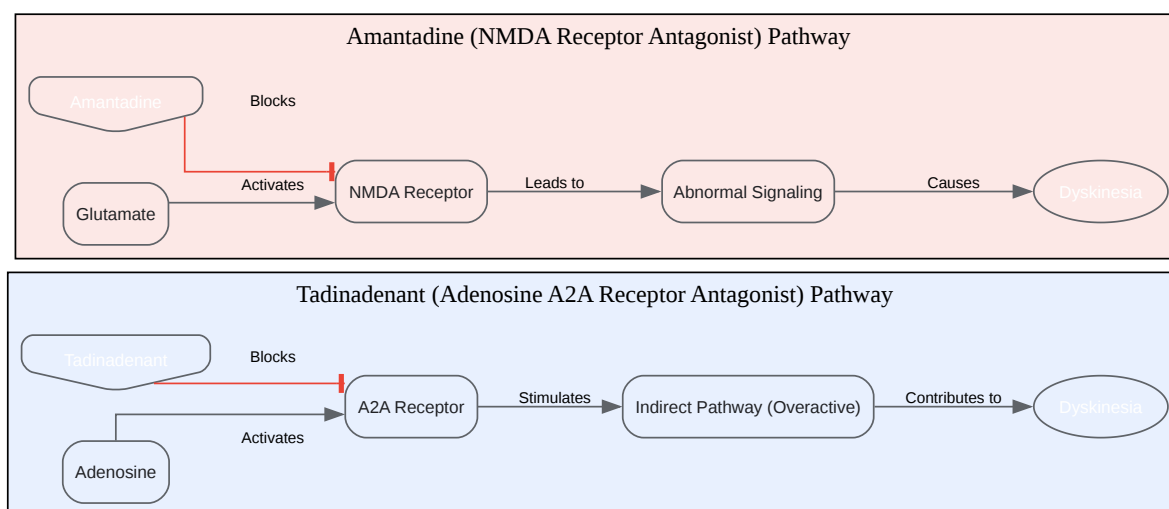 Amantadine (NMDA Receptor Antagonist) Pathway
Amantadine
Blocks
Activates
Glutamate
NMDA Receptor
Leads to
Abnormal Signaling
Causes
Dyskinesia
Tadinadenant (Adenosine A2A Receptor Antagonist) Pathway
Tadinadenant
Blocks
Activates
Adenosine
A2A Receptor
Stimulates
Indirect Pathway (Overactive)
Contributes to
Dyskinesia